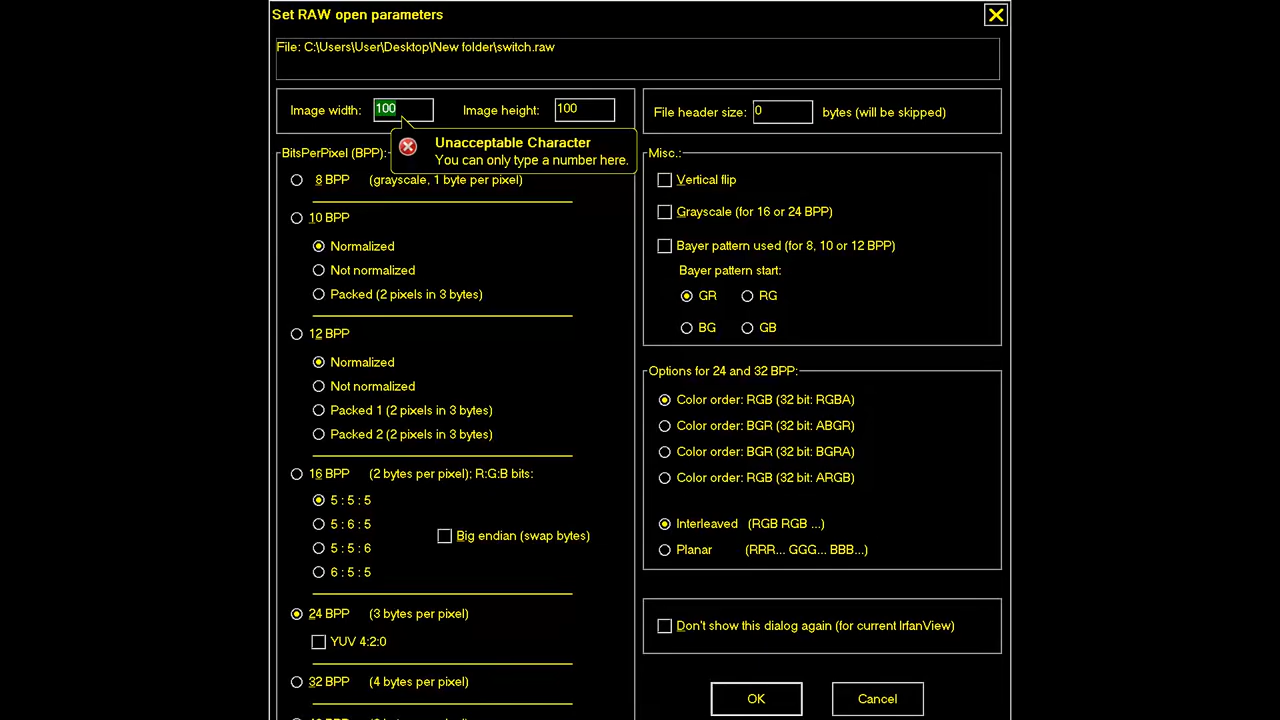 Set RAW open parameters
File: C:\Users\User\Desktop\New folder\switch.raw
Image width: 100 Image height: 100
Unacceptable Character
You can only type a number here.
BitsPerPixel (BPP):
8 BPP (grayscale, 1 byte per pixel)
10 BPP
Normalized
Not normalized
Packed (2 pixels in 3 bytes)
12 BPP
Normalized
Not normalized
Packed 1 (2 pixels in 3 bytes)
Packed 2 (2 pixels in 3 bytes)
16 BPP (2 bytes per pixel); R:G:B bits:
5 : 5 : 5
5 : 6 : 5
Big endian (swap bytes)
5 : 5 : 6
6 : 5 : 5
24 BPP (3 bytes per pixel)
YUV 4:2:0
32 BPP (4 bytes per pixel)
File header size: 0 bytes (will be skipped)
Misc.:
Vertical flip
Grayscale (for 16 or 24 BPP)
Bayer pattern used (for 8, 10 or 12 BPP)
Bayer pattern start:
GR RG
BG GB
Options for 24 and 32 BPP:
Color order: RGB (32 bit: RGBA)
Color order: BGR (32 bit: ABGR)
Color order: BGR (32 bit: BGRA)
Color order: RGB (32 bit: ARGB)
Interleaved (RGB RGB ...)
Planar (RRR... GGG... BBB...)
Don't show this dialog again (for current IrfanView)
OK Cancel